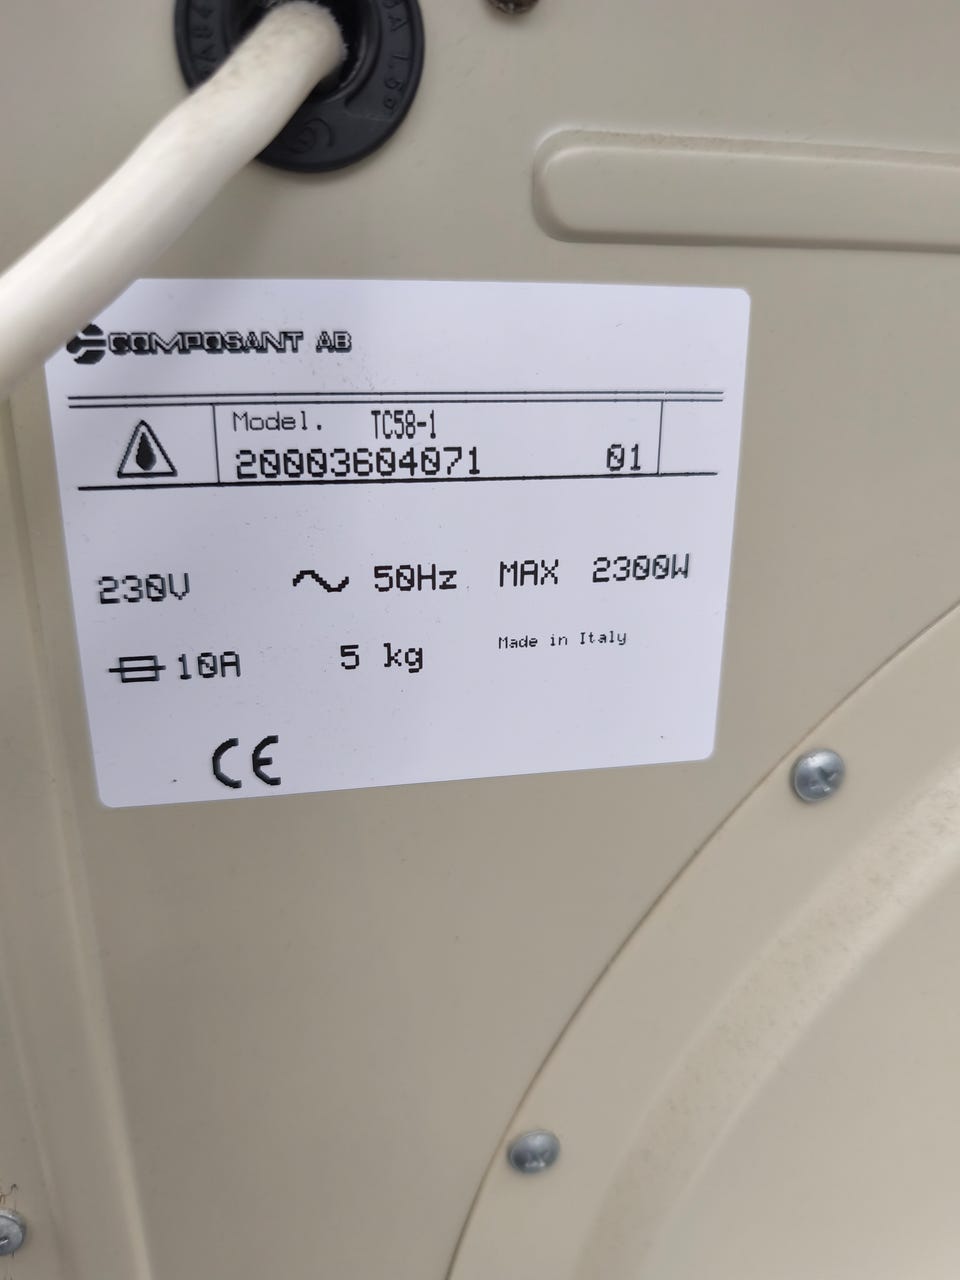 COMPOSANT AB
Model. TC58-1
20003604071 01
230V 50Hz MAX 2300W
10A 5 kg Made in Italy
CE